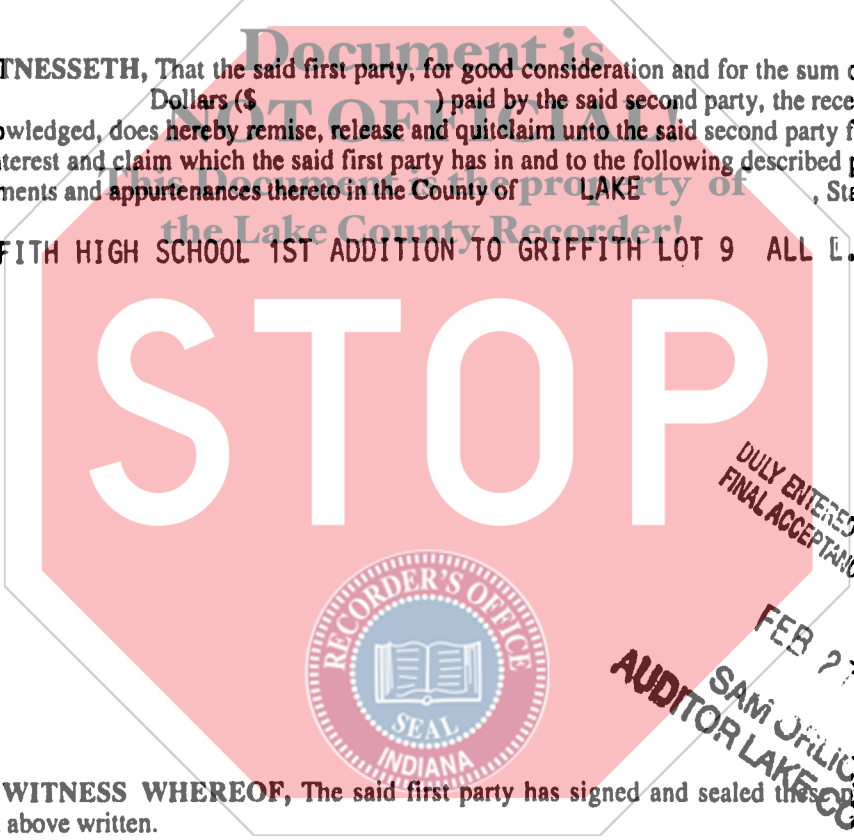 Document is
TNESSETH, That the said first party, for good consideration and for the sum
Dollars ($ ) paid by the said second party, the rece
NOT OFFICIAL!
owledged, does hereby remise, release and quitclaim unto the said second party f
terest and claim which the said first party has in and to the following described p
This Document is the property of
ments and appurtenances thereto in the County of LAKE , Sta
the Lake County Recorder!
FITH HIGH SCHOOL 1ST ADDITION TO GRIFFITH LOT 9 ALL L.
STOP
DULY ENTERED
FINAL ACCEPTANC
FEB 2
SAM
AUDITOR LAKE CO
RECORDER'S OFFICE
SEAL
INDIANA
WITNESS WHEREOF, The said first party has signed and sealed these p
above written.